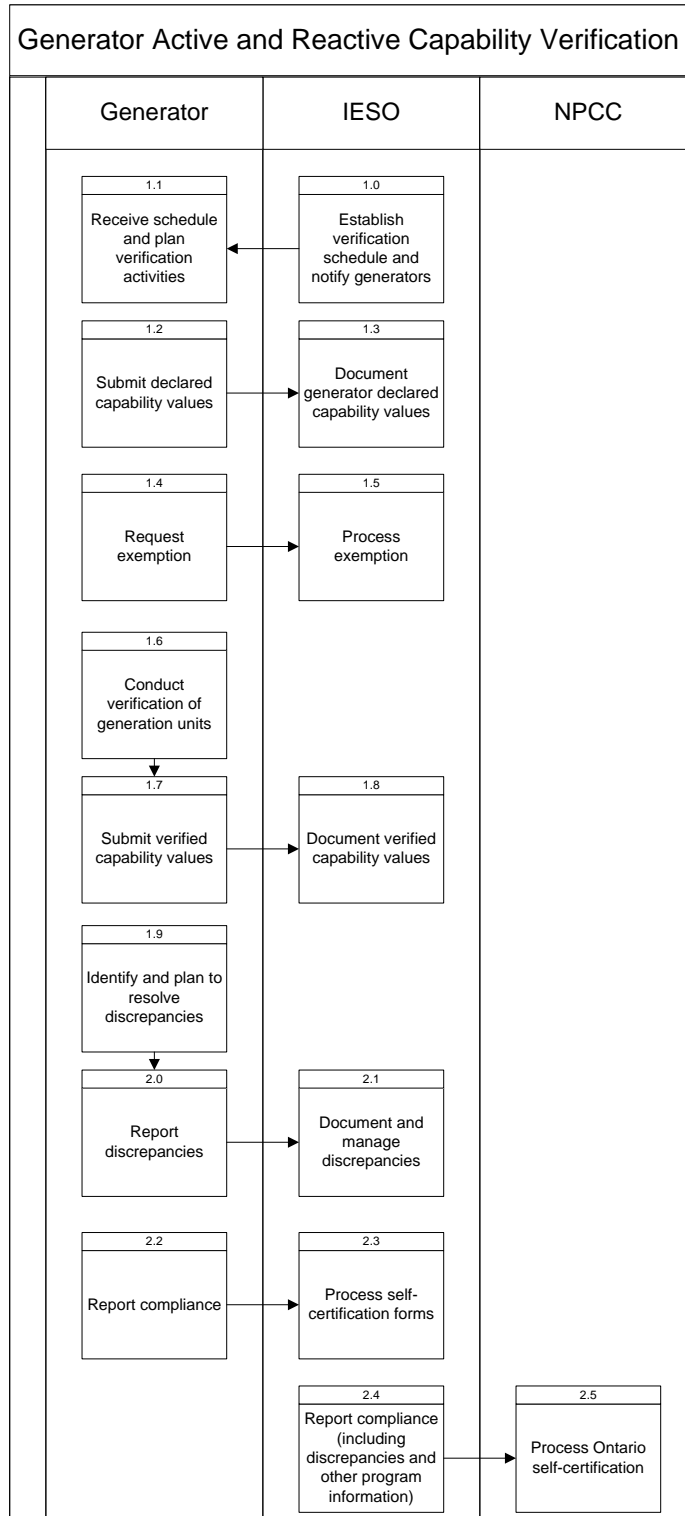 Generator Active and Reactive Capability Verification
Generator
IESO
NPCC
1.1
Receive schedule
and plan
verification
activities
1.0
Establish
verification
schedule and
notify generators
1.2
Submit declared
capability values
1.3
Document
generator declared
capability values
1.4
Request
exemption
1.5
Process
exemption
1.6
Conduct
verification of
generation units
1.7
Submit verified
capability values
1.8
Document verified
capability values
1.9
Identify and plan to
resolve
discrepancies
2.0
Report
discrepancies
2.1
Document and
manage
discrepancies
2.2
Report compliance
2.3
Process self-
certification forms
2.4
Report compliance
(including
discrepancies and
other program
information)
2.5
Process Ontario
self-certification